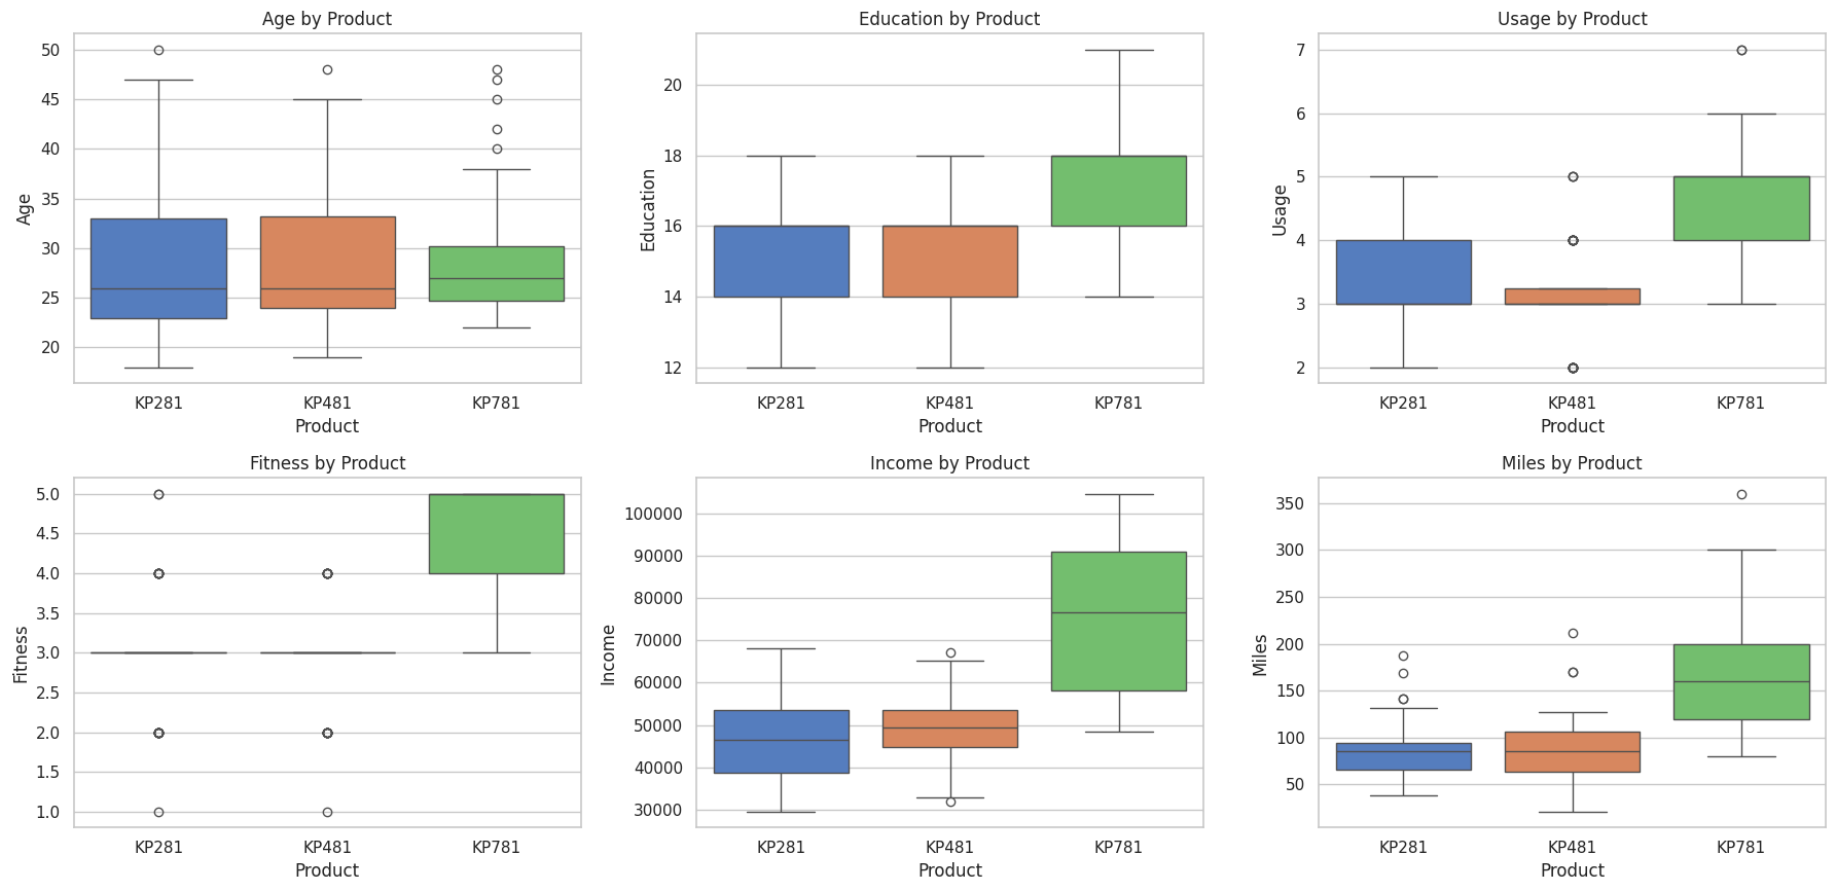 Age by Product
50
45
40
35
30
25
20
Age
KP281 KP481 KP781
Product
Education by Product
20
18
16
14
12
Education
KP281 KP481 KP781
Product
Usage by Product
7
6
5
4
3
2
Usage
KP281 KP481 KP781
Product
Fitness by Product
5.0
4.5
4.0
3.5
3.0
2.5
2.0
1.5
1.0
Fitness
KP281 KP481 KP781
Product
Income by Product
100000
90000
80000
70000
60000
50000
40000
30000
Income
KP281 KP481 KP781
Product
Miles by Product
350
300
250
200
150
100
50
Miles
KP281 KP481 KP781
Product